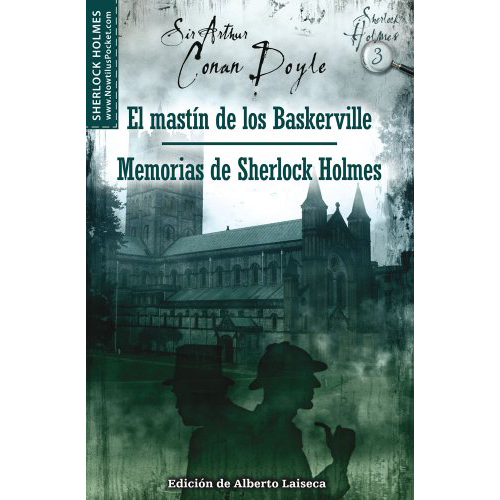 SHERLOCK HOLMES
www.NowtilusPocket.com
Sir Arthur
Conan Doyle
Sherlock
Holmes
3
El mastín de los Baskerville
Memorias de Sherlock Holmes
Edición de Alberto Laiseca